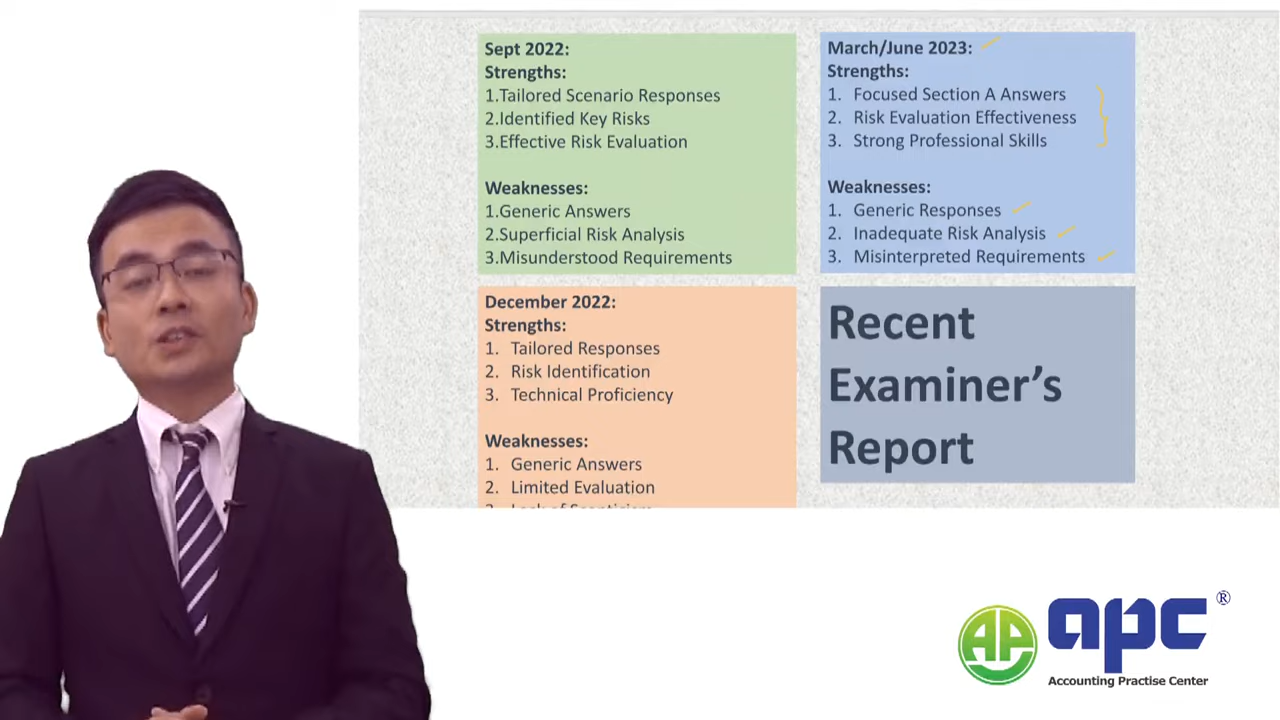 Sept 2022:
Strengths:
1.Tailored Scenario Responses
2.Identified Key Risks
3.Effective Risk Evaluation
Weaknesses:
1.Generic Answers
2.Superficial Risk Analysis
3.Misunderstood Requirements
March/June 2023:
Strengths:
1. Focused Section A Answers
2. Risk Evaluation Effectiveness
3. Strong Professional Skills
Weaknesses:
1. Generic Responses
2. Inadequate Risk Analysis
3. Misinterpreted Requirements
December 2022:
Strengths:
1. Tailored Responses
2. Risk Identification
3. Technical Proficiency
Weaknesses:
1. Generic Answers
2. Limited Evaluation
Recent
Examiner's
Report
AP
apc ®
Accounting Practise Center